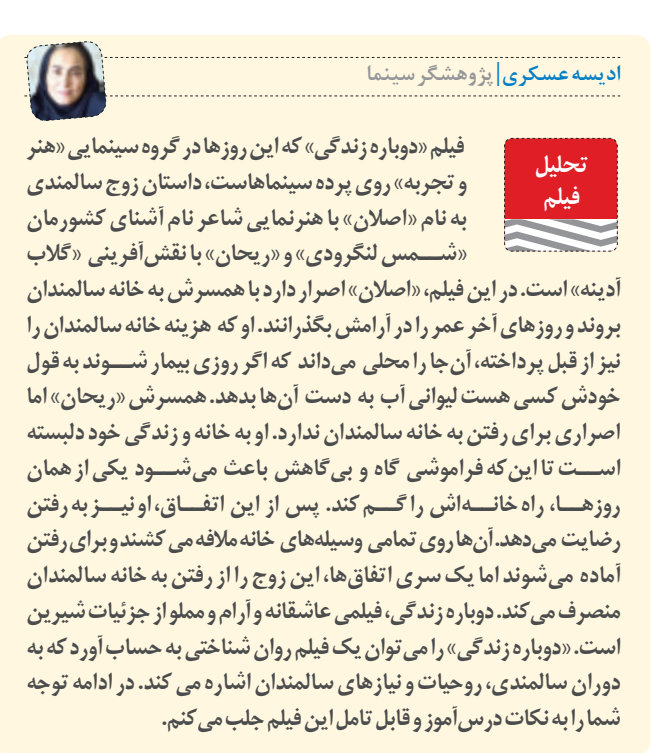 ادیسه عسکری|پژوهشگر سینما
تحلیل
فیلم
فیلم «دوباره زندگی» که این روزها در گروه سینمایی «هنر
و تجربه» روی پرده سینماهاست، داستان زوج سالمندی
به نام «اصلان» با هنرنمایی شاعر نام آشنای کشورمان
«شــمس لنگرودی» و «ریحان» با نقش‌آفرینی «گلاب
آدینه» است. در این فیلم، «اصلان» اصرار دارد با همسرش به خانه سالمندان
بروند و روزهای آخر عمر را در آرامش بگذرانند. او که هزینه خانه سالمندان را
نیز از قبل پرداخته، آن‌جا را محلی می‌داند که اگر روزی بیمار شــوند به قول
خودش کسی هست لیوانی آب به دست آن‌ها بدهد. همسرش «ریحان» اما
اصراری برای رفتن به خانه سالمندان ندارد. او به خانه و زندگی خود دلبسته
اســت تا این‌که فراموشی گاه و بی‌گاهش باعث می‌شــود یکی از همان
روزهــا، راه خانــه‌اش را گــم کند. پس از این اتفــاق، او نیــز به رفتن
رضایت می‌دهد. آن‌ها روی تمامی وسیله‌های خانه ملافه می کشند و برای رفتن
آماده می‌شوند اما یک سری اتفاق‌ها، این زوج را از رفتن به خانه سالمندان
منصرف می‌کند. دوباره زندگی، فیلمی عاشقانه و آرام و مملو از جزئیات شیرین
است. «دوباره زندگی» را می‌توان یک فیلم روان شناختی به حساب آورد که به
دوران سالمندی، روحیات و نیازهای سالمندان اشاره می کند. در ادامه توجه
شما را به نکات درس‌آموز و قابل تامل این فیلم جلب می‌کنم.